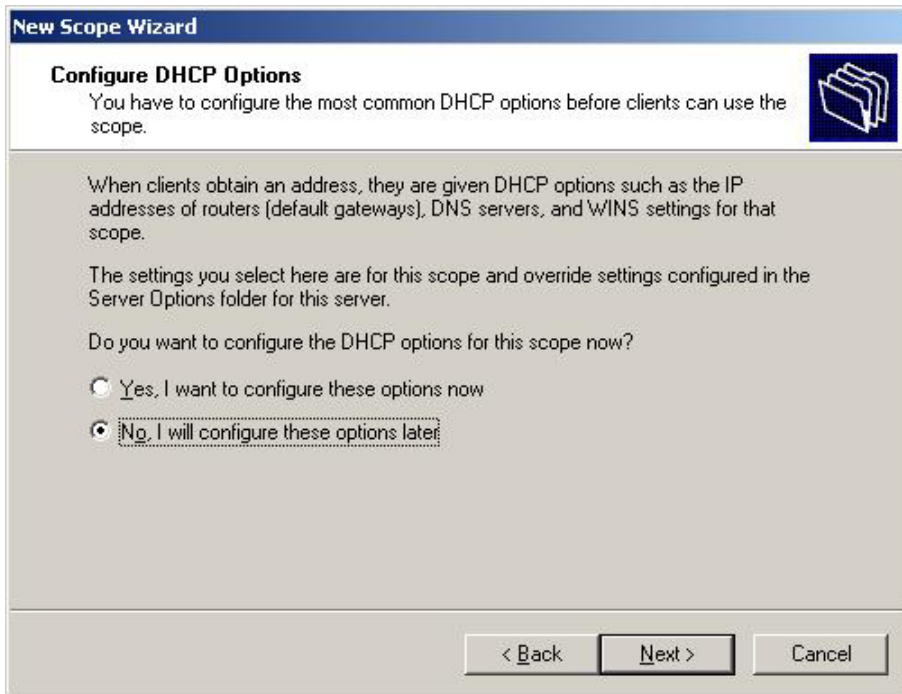 New Scope Wizard
Configure DHCP Options
You have to configure the most common DHCP options before clients can use the
scope.
When clients obtain an address, they are given DHCP options such as the IP
addresses of routers (default gateways), DNS servers, and WINS settings for that
scope.
The settings you select here are for this scope and override settings configured in the
Server Options folder for this server.
Do you want to configure the DHCP options for this scope now?
Yes, I want to configure these options now
No, I will configure these options later
< Back Next > Cancel